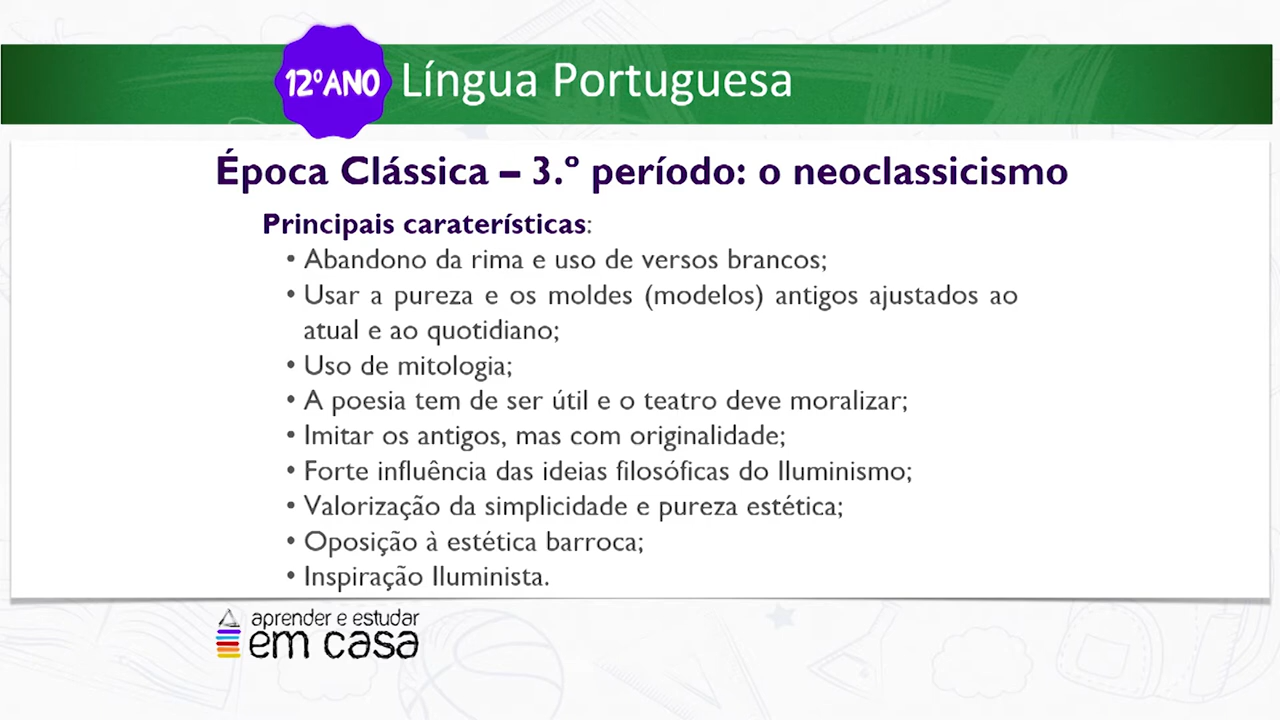 12ºANO Língua Portuguesa
Época Clássica – 3.º período: o neoclassicismo
Principais caraterísticas:
• Abandono da rima e uso de versos brancos;
• Usar a pureza e os moldes (modelos) antigos ajustados ao
atual e ao quotidiano;
• Uso de mitologia;
• A poesia tem de ser útil e o teatro deve moralizar;
• Imitar os antigos, mas com originalidade;
• Forte influência das ideias filosóficas do Iluminismo;
• Valorização da simplicidade e pureza estética;
• Oposição à estética barroca;
• Inspiração Iluminista.
aprender e estudar
em casa